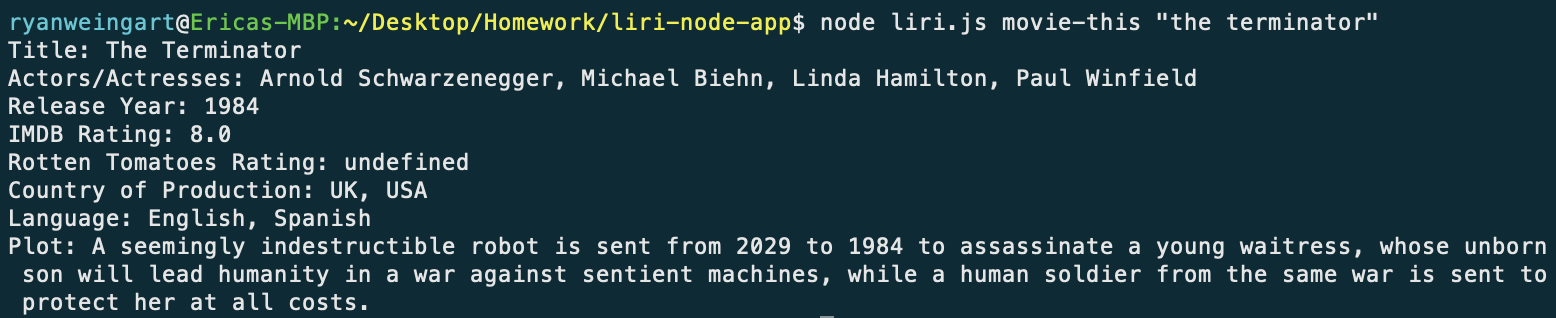 ryanweingart@Ericas-MBP:~/Desktop/Homework/liri-node-app$ node liri.js movie-this "the terminator"
Title: The Terminator
Actors/Actresses: Arnold Schwarzenegger, Michael Biehn, Linda Hamilton, Paul Winfield
Release Year: 1984
IMDB Rating: 8.0
Rotten Tomatoes Rating: undefined
Country of Production: UK, USA
Language: English, Spanish
Plot: A seemingly indestructible robot is sent from 2029 to 1984 to assassinate a young waitress, whose unborn
son will lead humanity in a war against sentient machines, while a human soldier from the same war is sent to
protect her at all costs.